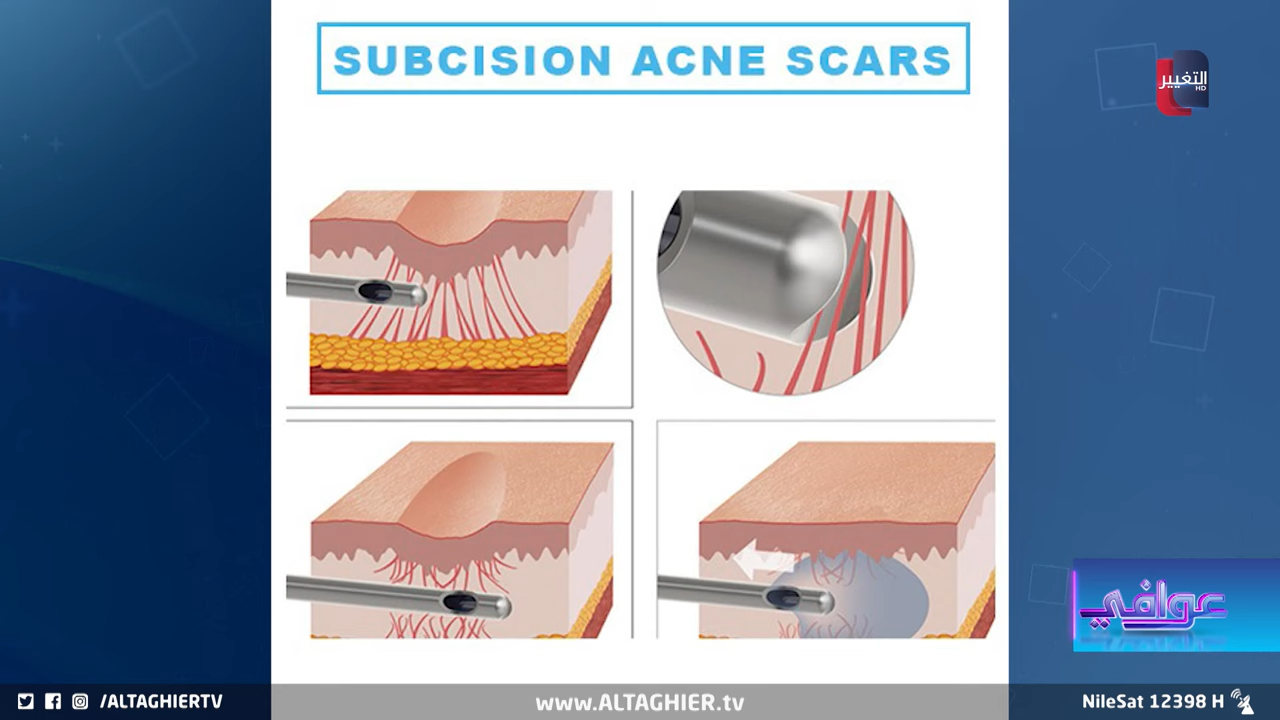 SUBCISION ACNE SCARS
التغيير
HD
عوافي
/ALTAGHIERTV
www.ALTAGHIER.tv
NileSat 12398 H